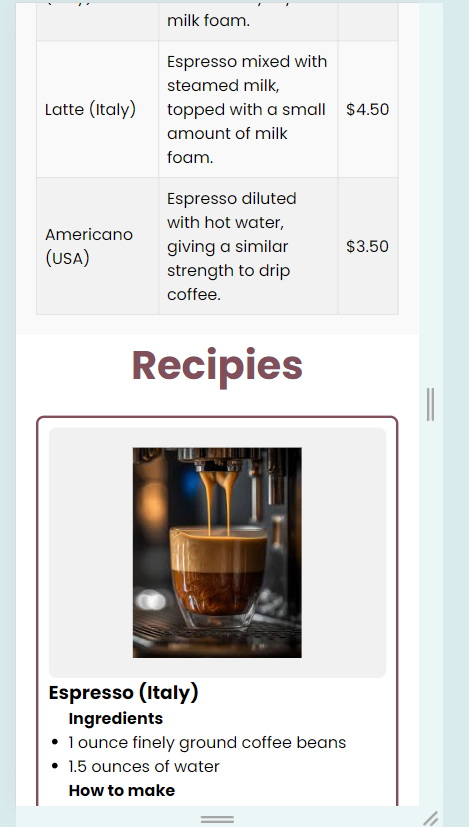 milk foam.
Espresso mixed with
steamed milk,
Latte (Italy) topped with a small $4.50
amount of milk
foam.
Espresso diluted
with hot water,
Americano
(USA)
giving a similar $3.50
strength to drip
coffee.
Recipies
Espresso (Italy)
Ingredients
1 ounce finely ground coffee beans
1.5 ounces of water
How to make